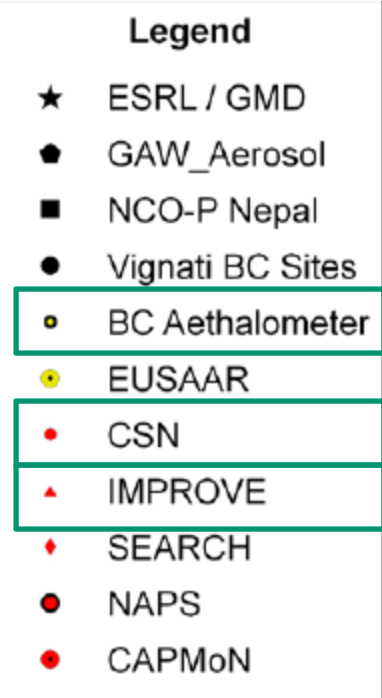 Legend
ESRL / GMD
GAW_Aerosol
NCO-P Nepal
Vignati BC Sites
BC Aethalometer
EUSAAR
CSN
IMPROVE
SEARCH
NAPS
CAPMoN